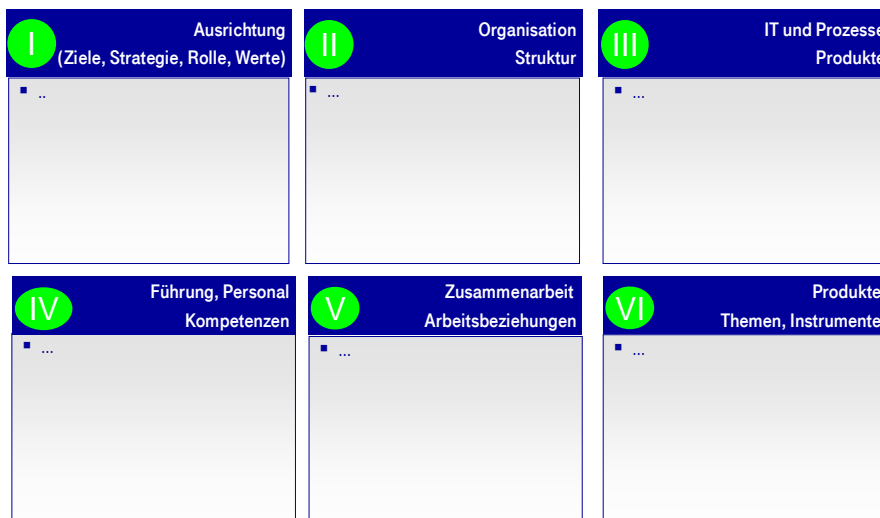 I
Ausrichtung
(Ziele, Strategie, Rolle, Werte)
■ ..
II
Organisation
Struktur
■ ...
III
IT und Prozesse
Produkte
■ ...
IV
Führung, Personal
Kompetenzen
■ ...
V
Zusammenarbeit
Arbeitsbeziehungen
■ ...
VI
Produkte
Themen, Instrumente
■ ...